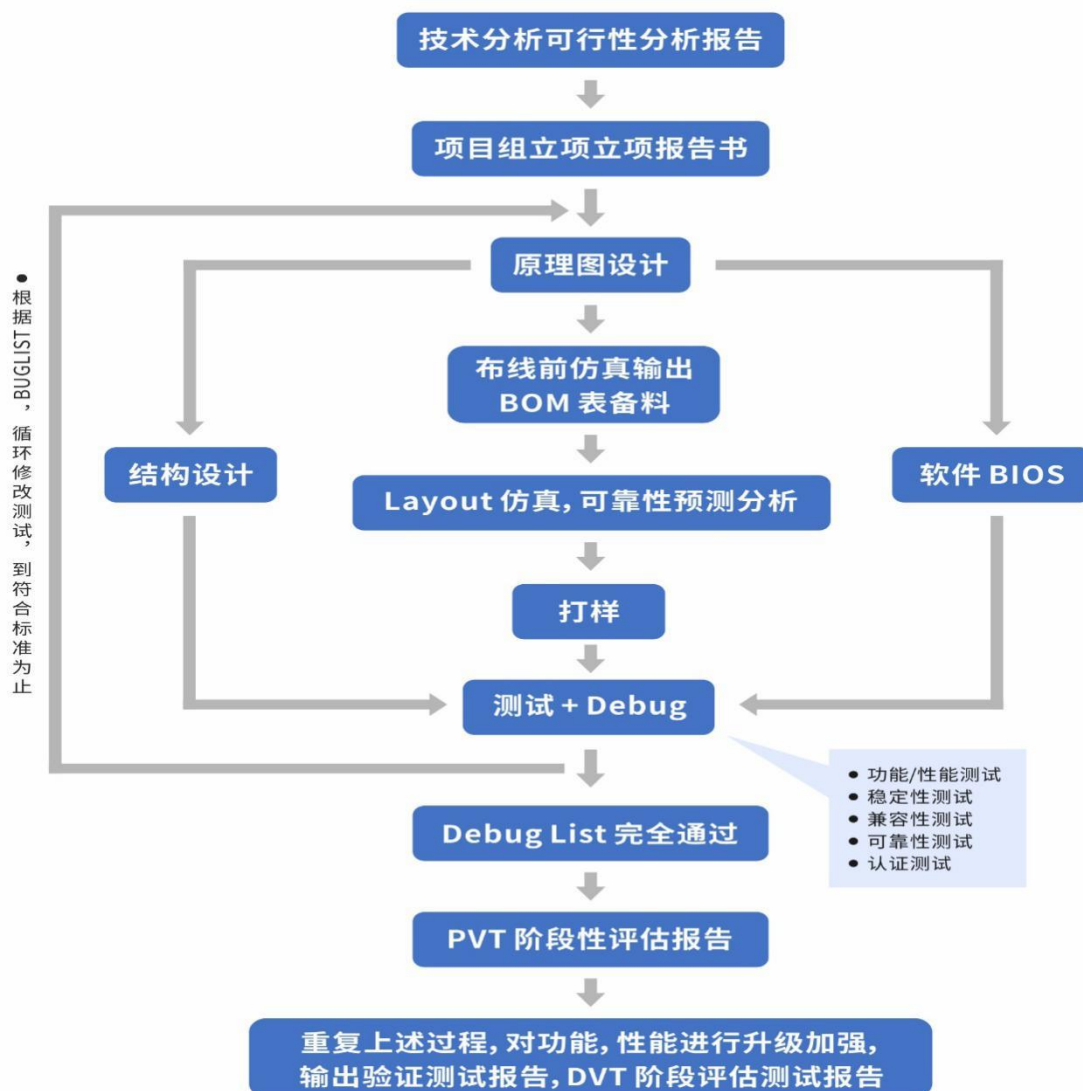 技术分析可行性分析报告
项目组立项立项报告书
原理图设计
布线前仿真输出
BOM 表备料
结构设计
软件 BIOS
Layout 仿真,可靠性预测分析
打样
测试 + Debug
● 功能/性能测试
● 稳定性测试
● 兼容性测试
● 可靠性测试
● 认证测试
● 根据，BUGLIST，循环修改测试，到符合标准为止
Debug List 完全通过
PVT 阶段性评估报告
重复上述过程,对功能,性能进行升级加强,
输出验证测试报告,DVT 阶段评估测试报告